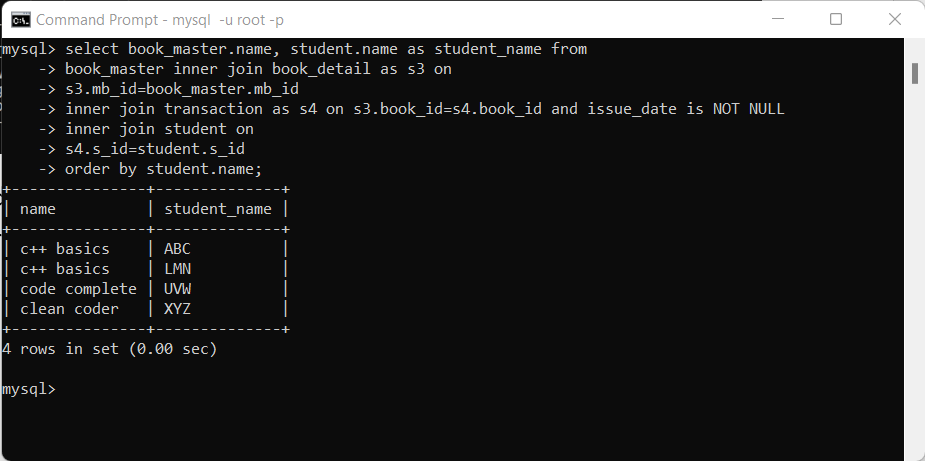 Command Prompt - mysql  -u root -p
mysql> select book_master.name, student.name as student_name from
    -> book_master inner join book_detail as s3 on
    -> s3.mb_id=book_master.mb_id
    -> inner join transaction as s4 on s3.book_id=s4.book_id and issue_date is NOT NULL
    -> inner join student on
    -> s4.s_id=student.s_id
    -> order by student.name;
+---------------+--------------+
| name          | student_name |
+---------------+--------------+
| c++ basics    | ABC          |
| c++ basics    | LMN          |
| code complete | UVW          |
| clean coder   | XYZ          |
+---------------+--------------+
4 rows in set (0.00 sec)
mysql>